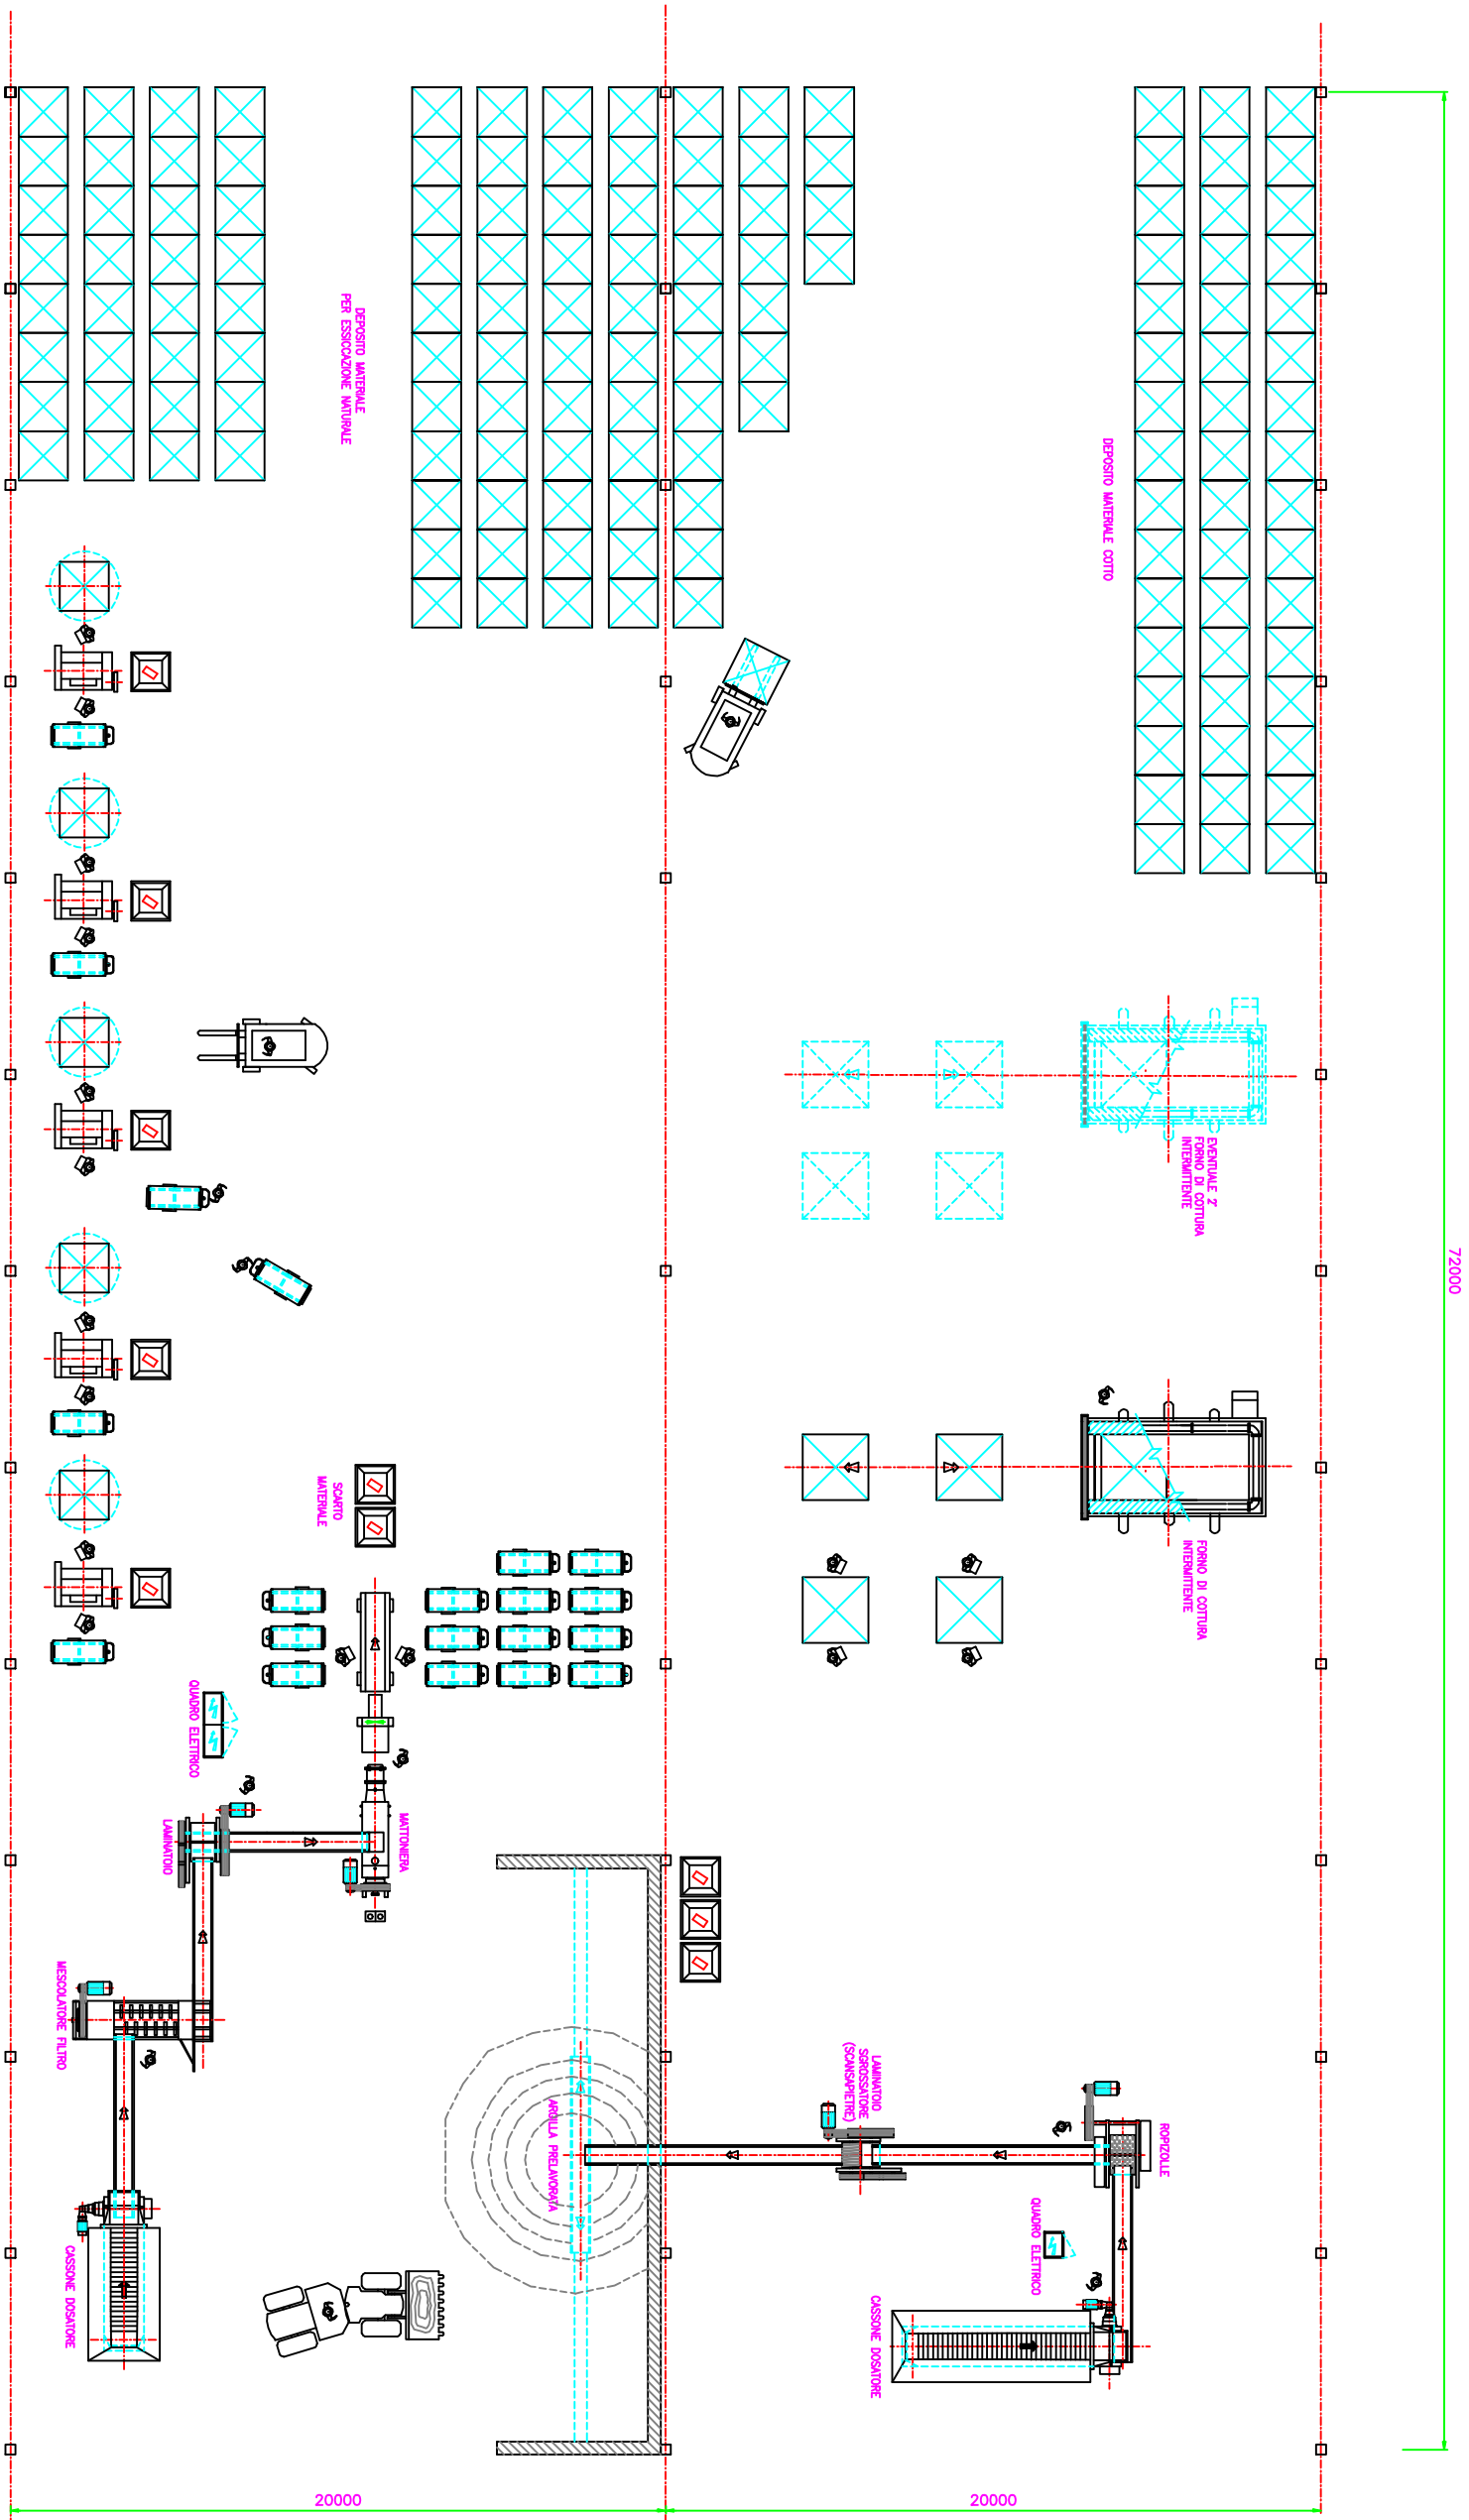 DEPOSITO MATERIALE
PER ESSICCAZIONE NATURALE
DEPOSITO MATERIALE COTTO
EVENTUALE 2°
FORNO DI COTTURA
INTERMITTENTE
72000
FORNO DI COTTURA
INTERMITTENTE
SCARTO
MATERIALE
QUADRO ELETTRICO
LAMINATOIO
MATTONIERA
MESCOLATORE FILTRO
ARGILLA PRELAVORATA
LAMINATOIO
SGROSSATORE
(SCANSAPIETRE)
ROPIZOLLE
QUADRO ELETTRICO
CASSONE DOSATORE
CASSONE DOSATORE
20000
20000